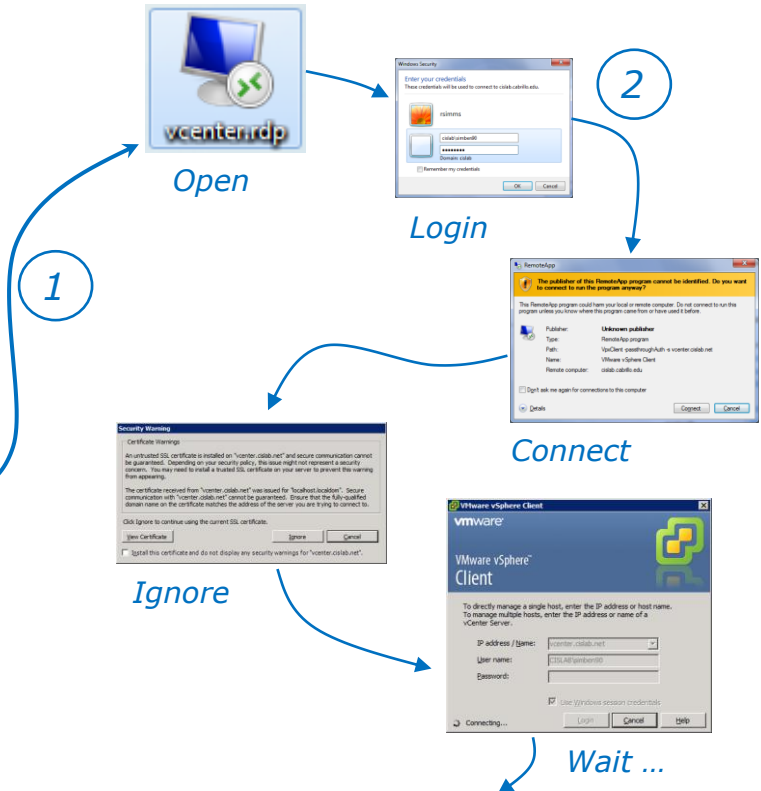 vcenter.rdp
Open
1
Windows Security
Enter your credentials
These credentials will be used to connect to cislab.cabrillo.edu.
rsimms
cislab\simben90
••••••••
Domain: cislab
Remember my credentials
OK Cancel
Login
2
RemoteApp
The publisher of this RemoteApp program cannot be identified. Do you want
to connect to run the program anyway?
This RemoteApp program could harm your local or remote computer. Do not connect to run this
program unless you know where this program came from or have used it before.
Publisher: Unknown publisher
Type: RemoteApp program
Path: VpxClient -passthroughAuth -s vcenter.cislab.net
Name: VMware vSphere Client
Remote computer: cislab.cabrillo.edu
Don't ask me again for connections to this computer
Details Connect Cancel
Connect
Security Warning
Certificate Warnings
An untrusted SSL certificate is installed on "vcenter.cislab.net" and secure communication cannot
be guaranteed. Depending on your security policy, this issue might not represent a security
concern. You may need to install a trusted SSL certificate on your server to prevent this warning
from appearing.
The certificate received from "vcenter.cislab.net" was issued for "localhost.localdom". Secure
communication with "vcenter.cislab.net" cannot be guaranteed. Ensure that the fully-qualified
domain name on the certificate matches the address of the server you are trying to connect to.
Click Ignore to continue using the current SSL certificate.
View Certificate Ignore Cancel
Install this certificate and do not display any security warnings for "vcenter.cislab.net".
Ignore
VMware vSphere Client
vmware
VMware vSphere™
Client
To directly manage a single host, enter the IP address or host name.
To manage multiple hosts, enter the IP address or name of a
vCenter Server.
IP address / Name: vcenter.cislab.net
User name: CISLAB\simben90
Password:
Use Windows session credentials
Connecting... Login Cancel Help
Wait …